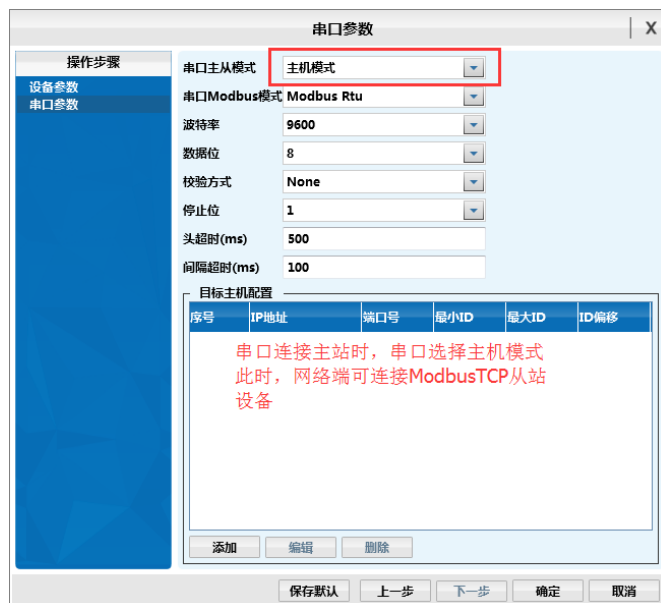 串口参数
X
操作步骤
设备参数
串口参数
串口主从模式 主机模式
串口Modbus模式 Modbus Rtu
波特率 9600
数据位 8
校验方式 None
停止位 1
头超时(ms) 500
间隔超时(ms) 100
目标主机配置
序号 IP地址 端口号 最小ID 最大ID ID偏移
串口连接主站时，串口选择主机模式
此时，网络端可连接ModbusTCP从站
设备
添加 编辑 删除
保存默认 上一步 下一步 确定 取消